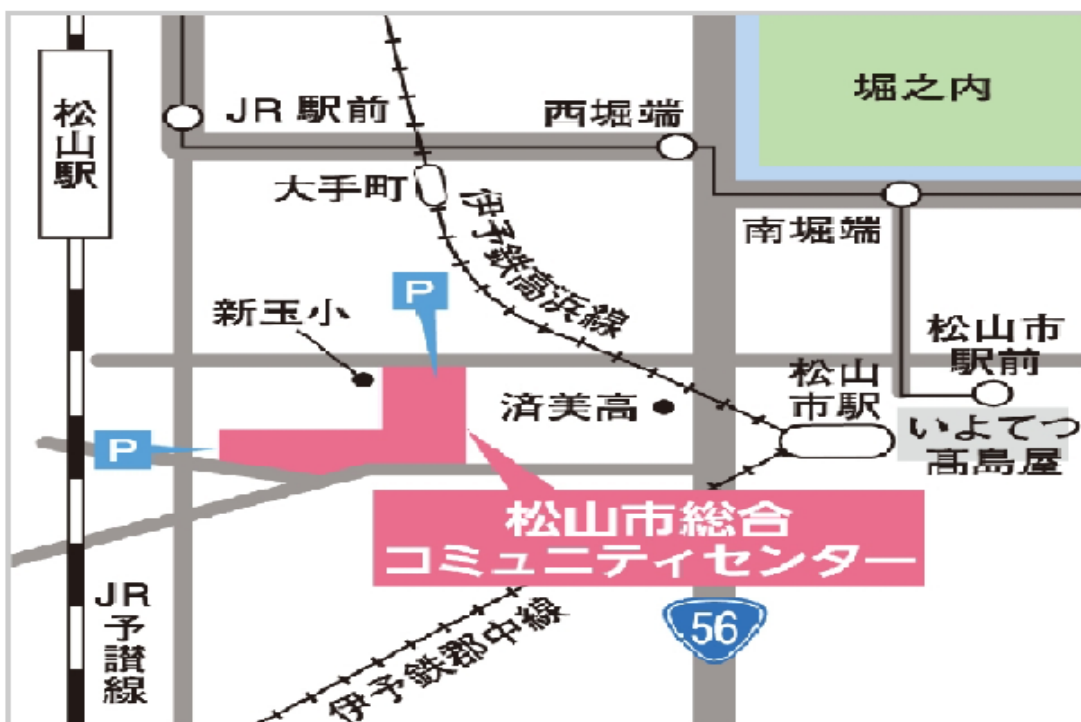 松山駅
JR 駅前
西堀端
堀之内
大手町
伊予鉄高浜線
南堀端
P
新玉小
松山市
駅前
松山
市駅
済美高
いよてつ
髙島屋
P
松山市総合
コミュニティセンター
JR予讃線
伊予鉄郡中線
56